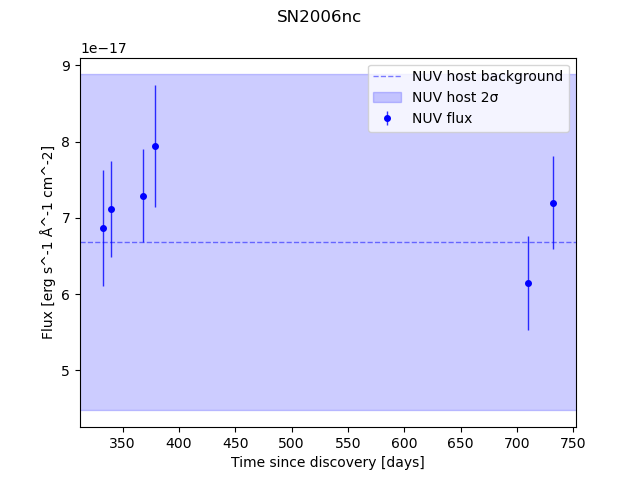 SN2006nc
1e−17
9
8
7
6
5
Flux [erg s^-1 Å^-1 cm^-2]
NUV host background
NUV host 2σ
NUV flux
350 400 450 500 550 600 650 700 750
Time since discovery [days]